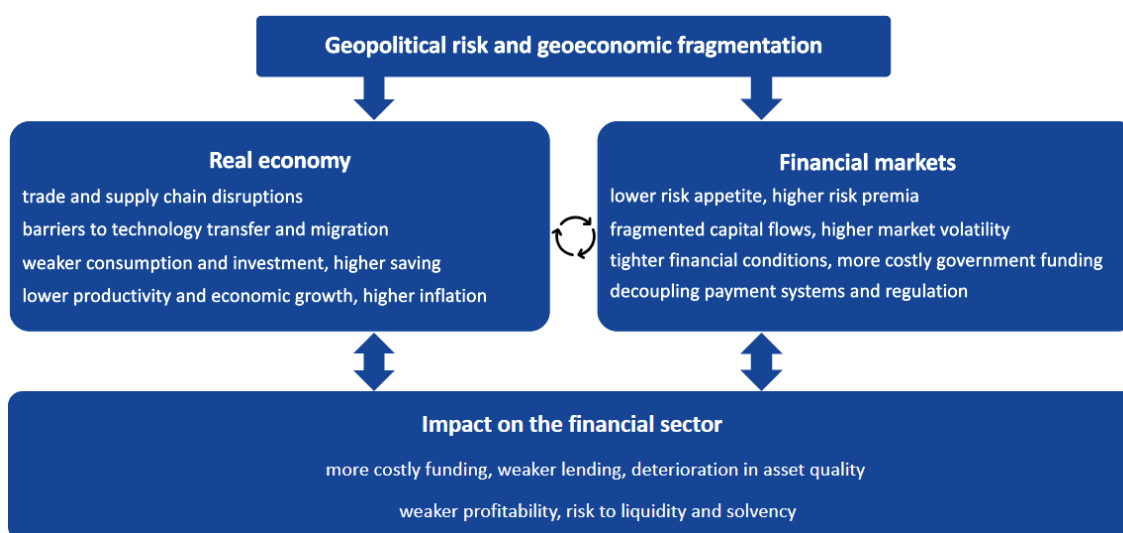 Geopolitical risk and geoeconomic fragmentation
Real economy
trade and supply chain disruptions
barriers to technology transfer and migration
weaker consumption and investment, higher saving
lower productivity and economic growth, higher inflation
Financial markets
lower risk appetite, higher risk premia
fragmented capital flows, higher market volatility
tighter financial conditions, more costly government funding
decoupling payment systems and regulation
Impact on the financial sector
more costly funding, weaker lending, deterioration in asset quality
weaker profitability, risk to liquidity and solvency